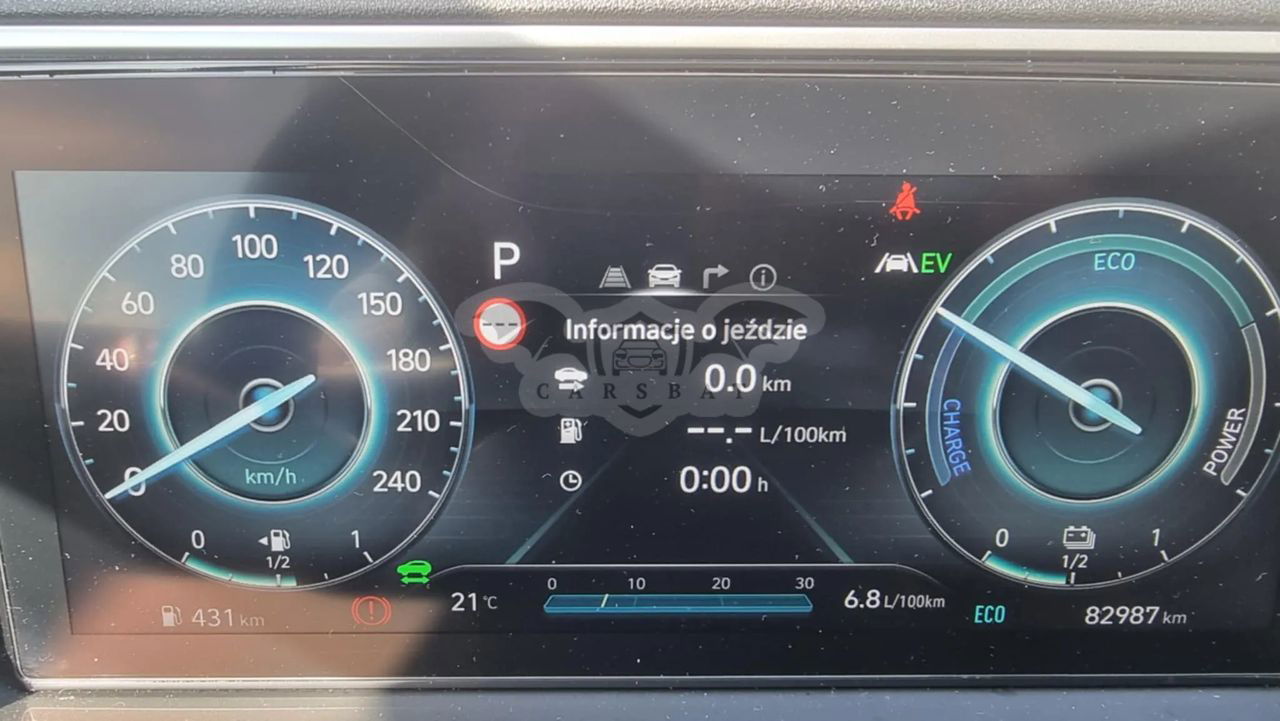 100
80 120
60 150
40 180
20 210
0 240
km/h
0 1
1/2
431 km
P
---
Informacje o jeździe
0.0 km
CARSBAT
--.- L/100km
0:00 h
21 °C
0 10 20 30
6.8 L/100km
EV
ECO
CHARGE
POWER
0 1
1/2
ECO
82987 km